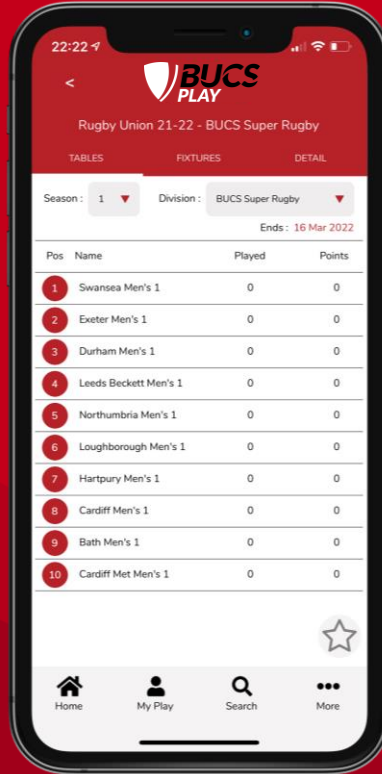 22:22
<
BUCS
PLAY
Rugby Union 21-22 - BUCS Super Rugby
TABLES FIXTURES DETAIL
Season : 1 Division : BUCS Super Rugby
Ends : 16 Mar 2022
Pos Name Played Points
1 Swansea Men's 1 0 0
2 Exeter Men's 1 0 0
3 Durham Men's 1 0 0
4 Leeds Beckett Men's 1 0 0
5 Northumbria Men's 1 0 0
6 Loughborough Men's 1 0 0
7 Hartpury Men's 1 0 0
8 Cardiff Men's 1 0 0
9 Bath Men's 1 0 0
10 Cardiff Met Men's 1 0 0
Home My Play Search More